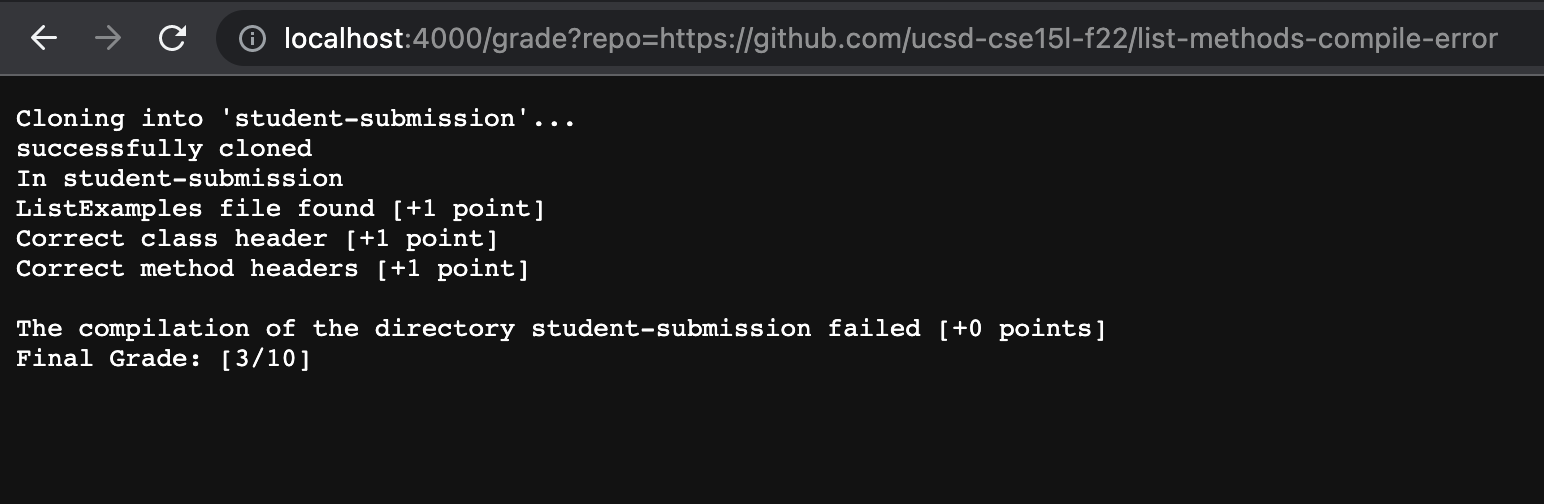 localhost:4000/grade?repo=https://github.com/ucsd-cse15l-f22/list-methods-compile-error
Cloning into 'student-submission'...
successfully cloned
In student-submission
ListExamples file found [+1 point]
Correct class header [+1 point]
Correct method headers [+1 point]
The compilation of the directory student-submission failed [+0 points]
Final Grade: [3/10]